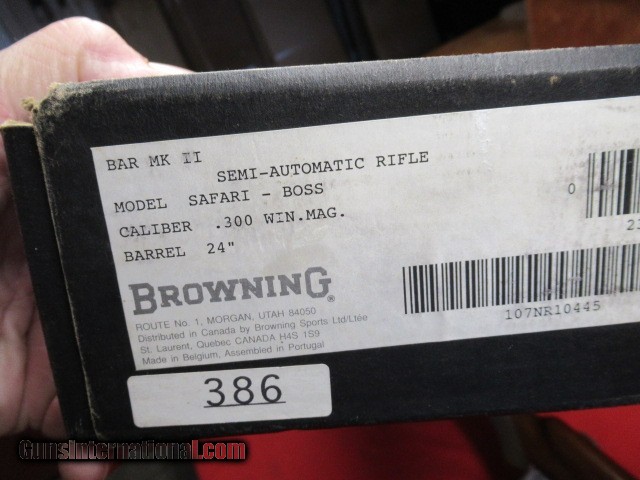 BAR MK II
SEMI-AUTOMATIC RIFLE
MODEL SAFARI - BOSS
CALIBER .300 WIN.MAG.
BARREL 24"
BROWNING®
ROUTE No. 1, MORGAN, UTAH 84050
Distributed in Canada by Browning Sports Ltd/Ltée
St. Laurent, Quebec CANADA H4S 1S9
Made in Belgium, Assembled in Portugal
386
0
107NR10445
GunsInternational.com